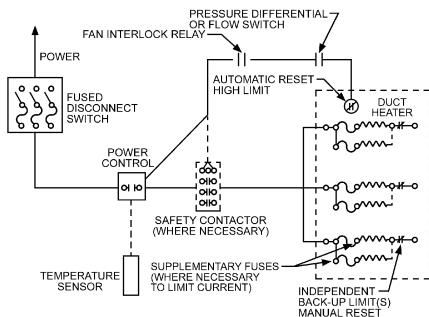 PRESSURE DIFFERENTIAL
OR FLOW SWITCH
FAN INTERLOCK RELAY
POWER
AUTOMATIC RESET
HIGH LIMIT
FUSED
DISCONNECT
SWITCH
DUCT
HEATER
POWER
CONTROL
SAFETY CONTACTOR
(WHERE NECESSARY)
TEMPERATURE
SENSOR
SUPPLEMENTARY FUSES
(WHERE NECESSARY
TO LIMIT CURRENT)
INDEPENDENT
BACK-UP LIMIT(S)
MANUAL RESET